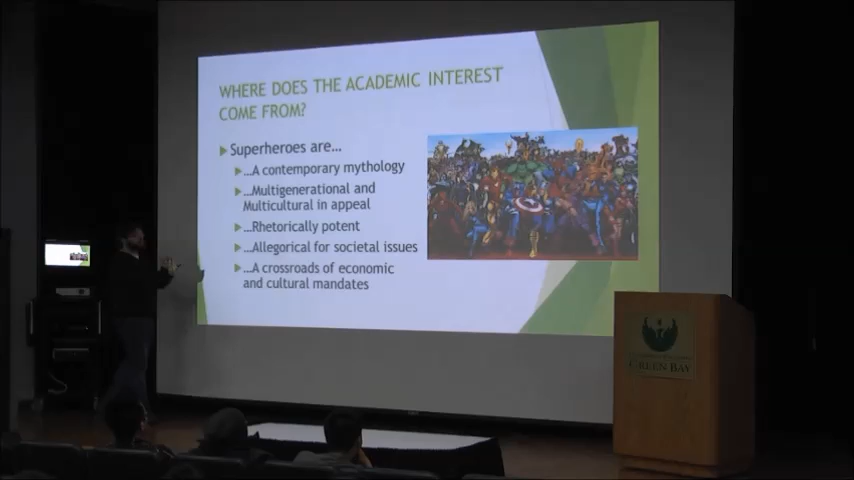 WHERE DOES THE ACADEMIC INTEREST
COME FROM?
Superheroes are...
...A contemporary mythology
...Multigenerational and
Multicultural in appeal
...Rhetorically potent
...Allegorical for societal issues
...A crossroads of economic
and cultural mandates
GREEN BAY